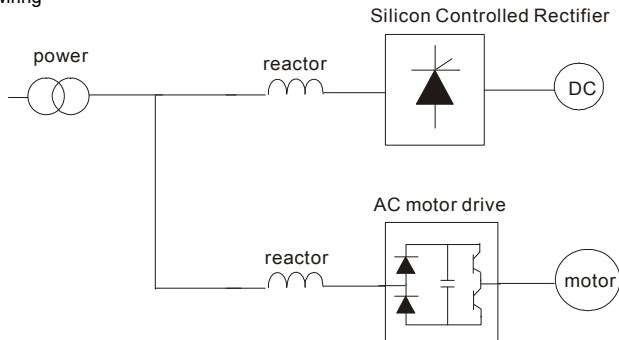 Silicon Controlled Rectifier
power
reactor
DC
AC motor drive
reactor
motor